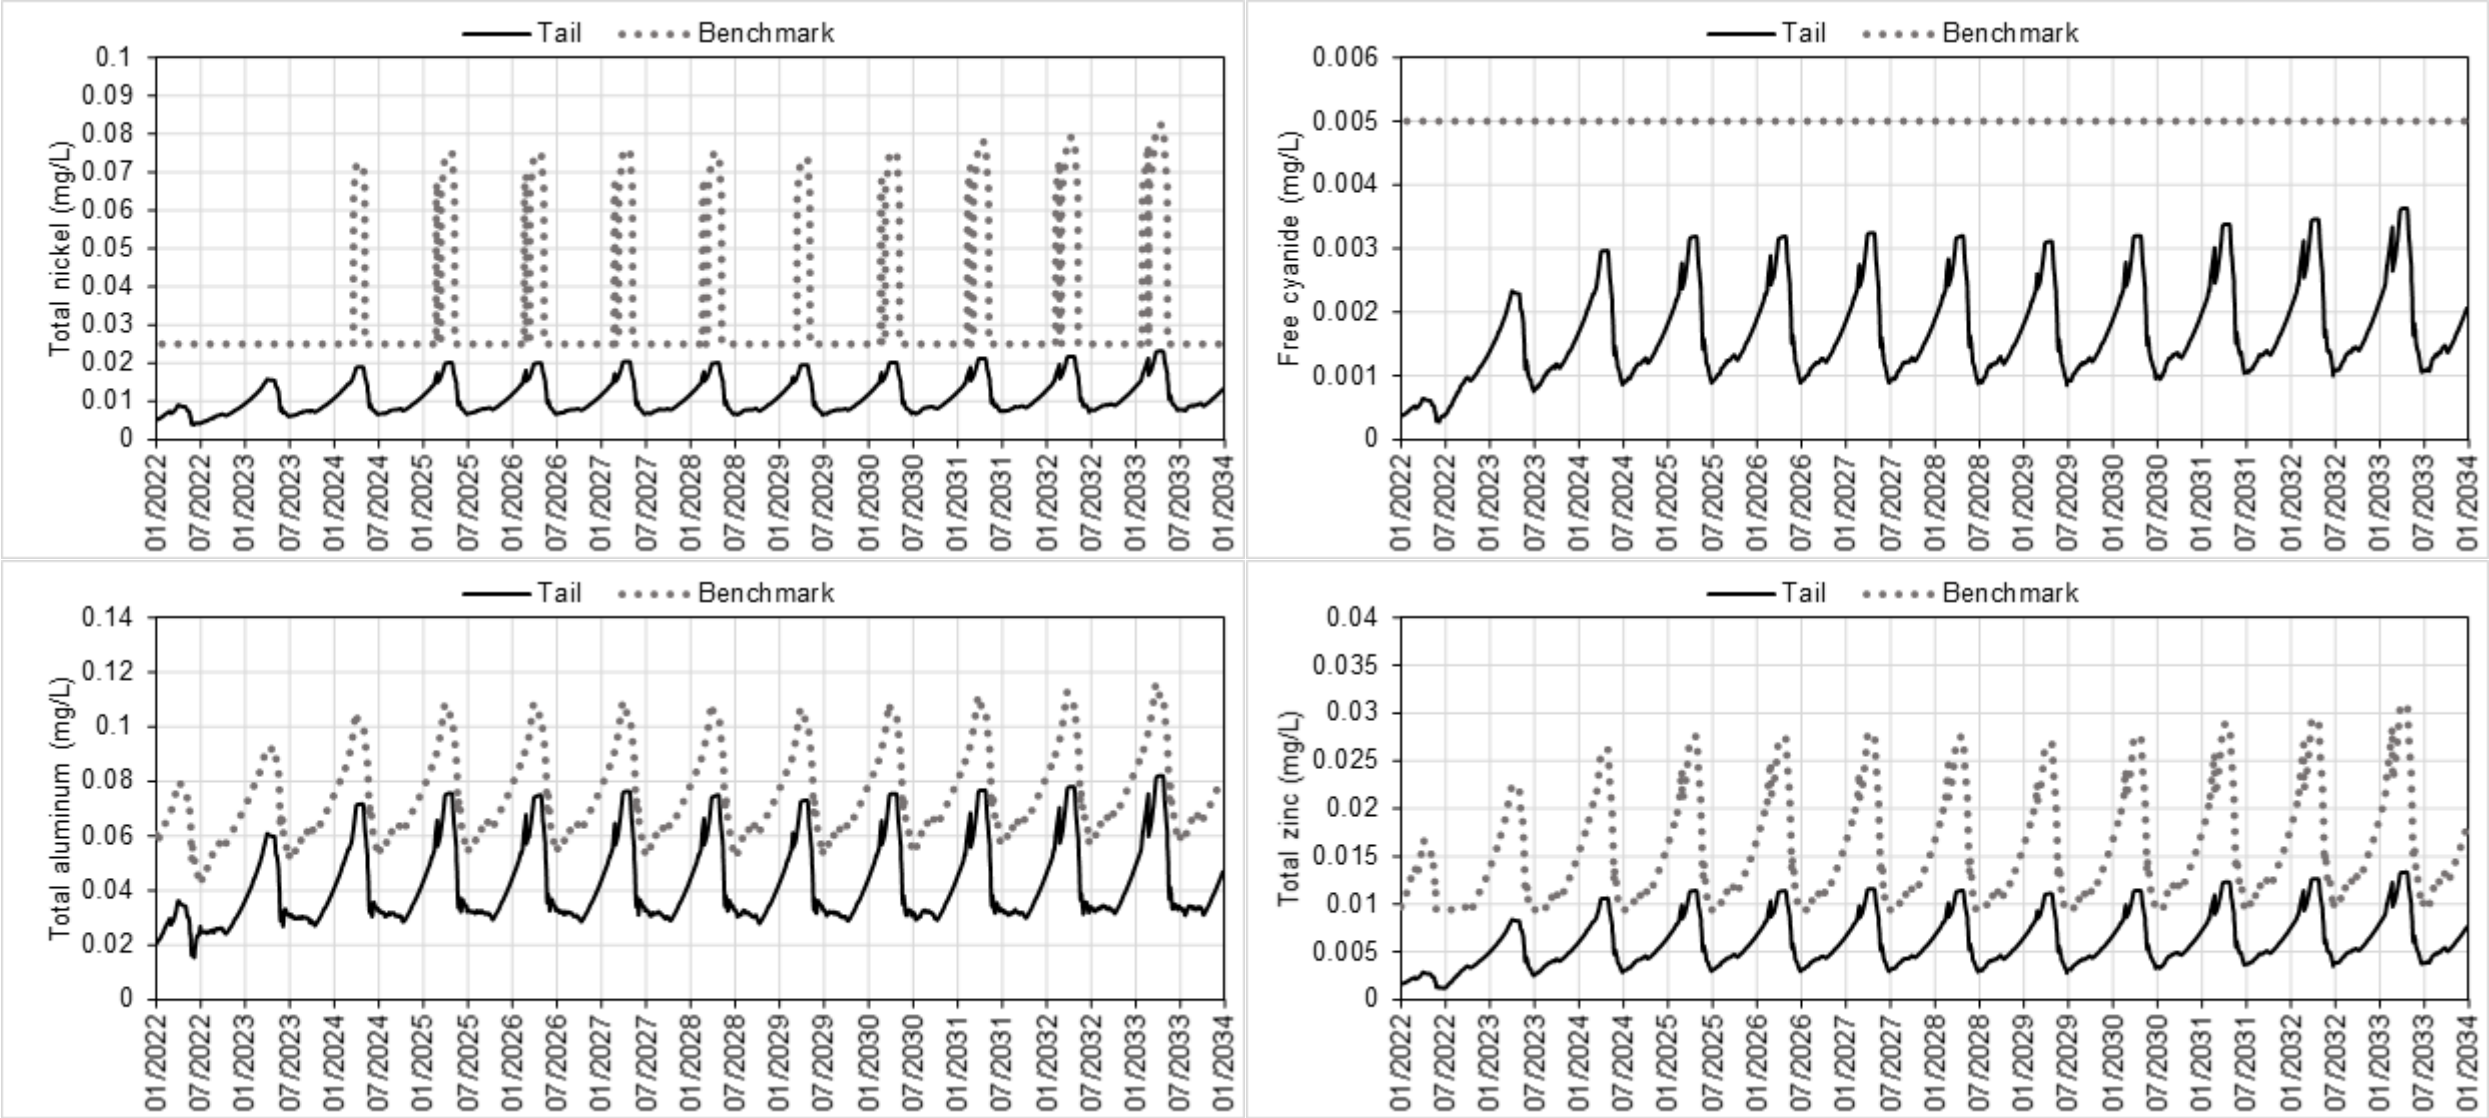 Tail Benchmark
Total nickel (mg/L)
0.1
0.09
0.08
0.07
0.06
0.05
0.04
0.03
0.02
0.01
0
01/2022 07/2022 01/2023 07/2023 01/2024 07/2024 01/2025 07/2025 01/2026 07/2026 01/2027 07/2027 01/2028 07/2028 01/2029 07/2029 01/2030 07/2030 01/2031 07/2031 01/2032 07/2032 01/2033 07/2033 01/2034
Tail Benchmark
Free cyanide (mg/L)
0.006
0.005
0.004
0.003
0.002
0.001
0
01/2022 07/2022 01/2023 07/2023 01/2024 07/2024 01/2025 07/2025 01/2026 07/2026 01/2027 07/2027 01/2028 07/2028 01/2029 07/2029 01/2030 07/2030 01/2031 07/2031 01/2032 07/2032 01/2033 07/2033 01/2034
Tail Benchmark
Total aluminum (mg/L)
0.14
0.12
0.1
0.08
0.06
0.04
0.02
0
01/2022 07/2022 01/2023 07/2023 01/2024 07/2024 01/2025 07/2025 01/2026 07/2026 01/2027 07/2027 01/2028 07/2028 01/2029 07/2029 01/2030 07/2030 01/2031 07/2031 01/2032 07/2032 01/2033 07/2033 01/2034
Tail Benchmark
Total zinc (mg/L)
0.04
0.035
0.03
0.025
0.02
0.015
0.01
0.005
0
01/2022 07/2022 01/2023 07/2023 01/2024 07/2024 01/2025 07/2025 01/2026 07/2026 01/2027 07/2027 01/2028 07/2028 01/2029 07/2029 01/2030 07/2030 01/2031 07/2031 01/2032 07/2032 01/2033 07/2033 01/2034